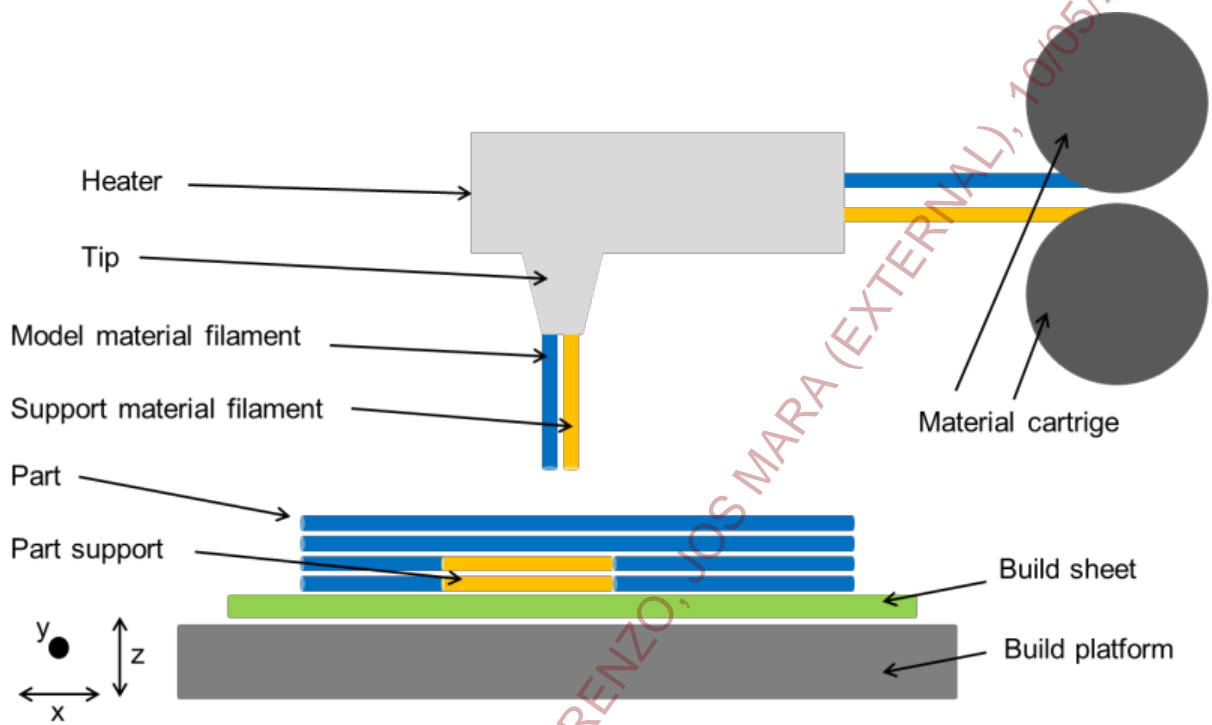 Heater
Tip
Model material filament
Support material filament
Part
Part support
Material cartrige
Build sheet
Build platform
y
z
x
RENZO, JOS MARA (EXTERNAL), 10/05/